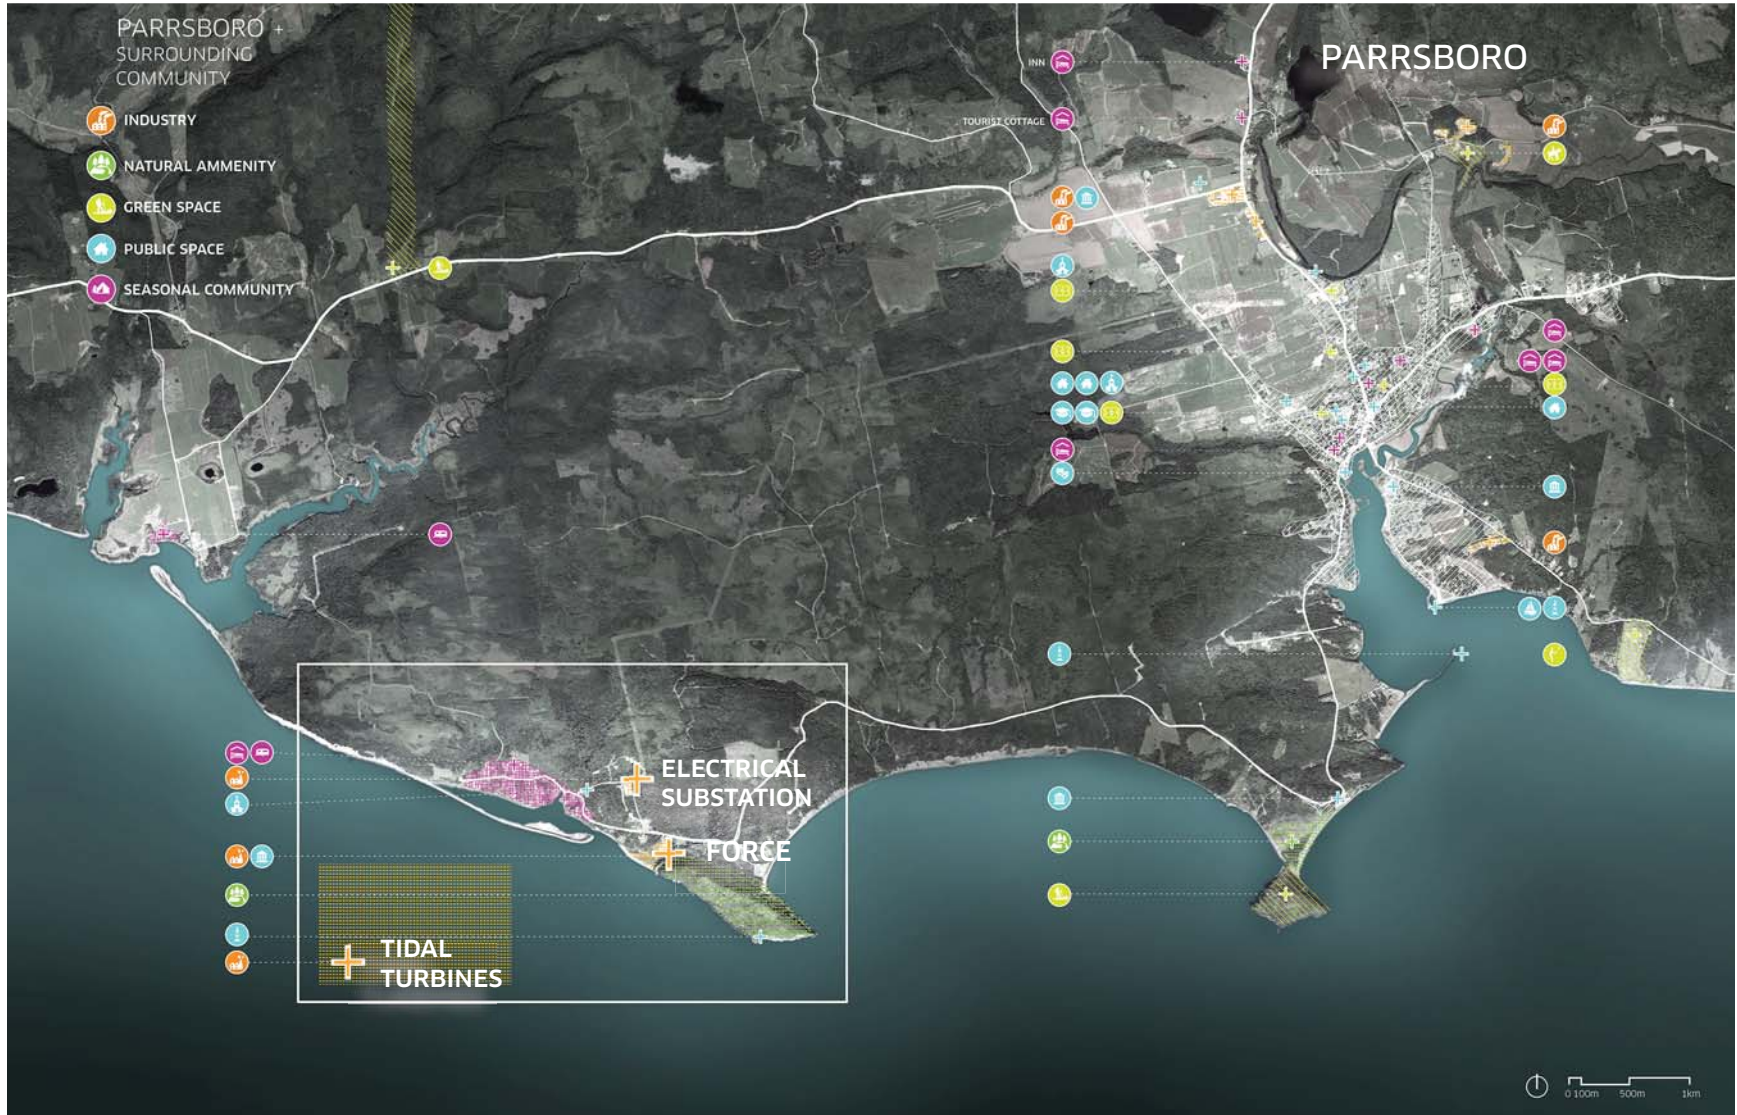 PARRSBORO +
SURROUNDING
COMMUNITY
INDUSTRY
NATURAL AMMENITY
GREEN SPACE
PUBLIC SPACE
SEASONAL COMMUNITY
INN
TOURIST COTTAGE
PARRSBORO
ELECTRICAL
SUBSTATION
FORCE
TIDAL
TURBINES
0 100m 500m 1km